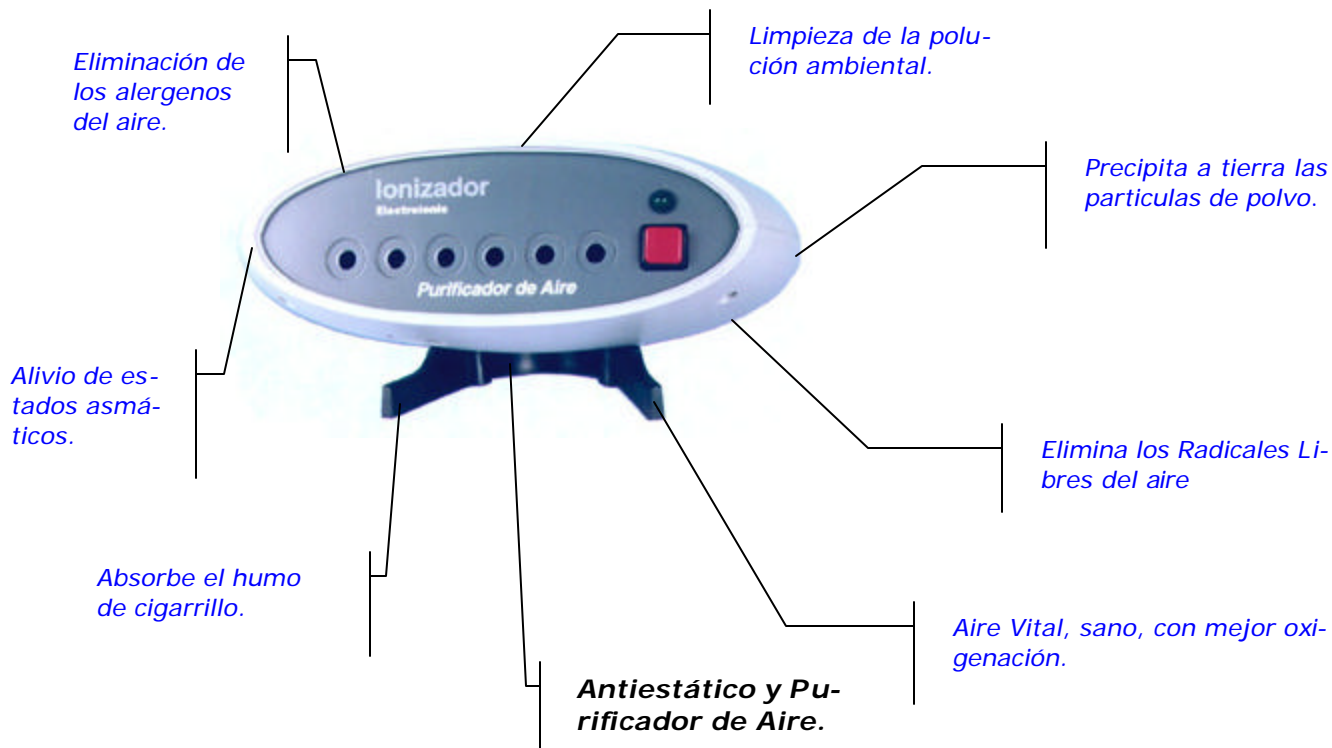 Eliminación de
los alergenos
del aire.
Limpieza de la polu-
ción ambiental.
Precipita a tierra las
particulas de polvo.
Ionizador
Electroionic
Purificador de Aire
Alivio de es-
tados asmá-
ticos.
Elimina los Radicales Li-
bres del aire
Absorbe el humo
de cigarrillo.
Aire Vital, sano, con mejor oxi-
genación.
Antiestático y Pu-
rificador de Aire.